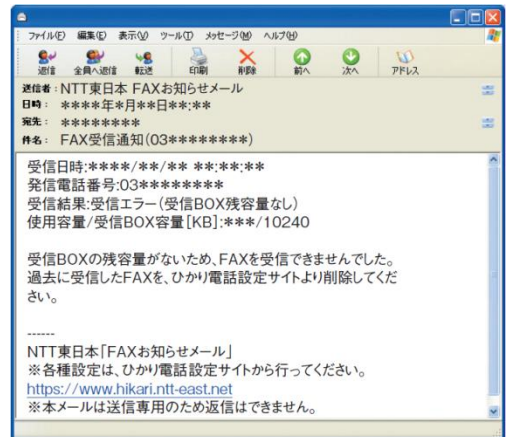 ファイル(F) 編集(E) 表示(V) ツール(T) メッセージ(M) ヘルプ(H)
返信 全員へ返信 転送 印刷 削除 前へ 次へ アドレス
送信者: NTT東日本 FAXお知らせメール
日時: ****年*月**日**:**
宛先: ********
件名: FAX受信通知(03********)
受信日時:****/**/** **:**:**
発信電話番号:03********
受信結果:受信エラー(受信BOX残容量なし)
使用容量/受信BOX容量[KB]:***/10240
受信BOXの残容量がないため、FAXを受信できませんでした。
過去に受信したFAXを、ひかり電話設定サイトより削除してくだ
さい。
------
NTT東日本「FAXお知らせメール」
※各種設定は、ひかり電話設定サイトから行ってください。
https://www.hikari.ntt-east.net
※本メールは送信専用のため返信はできません。